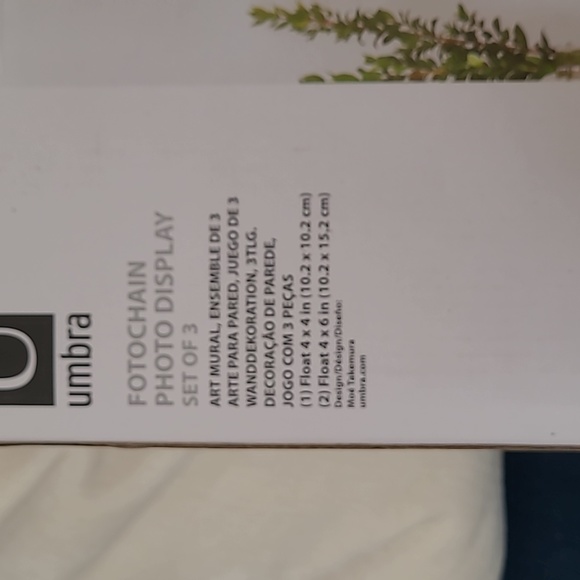 U
umbra
FOTOCHAIN
PHOTO DISPLAY
SET OF 3
ART MURAL, ENSEMBLE DE 3
ARTE PARA PARED, JUEGO DE 3
WANDDEKORATION, 3TLG.
DECORAÇÃO DE PAREDE,
JOGO COM 3 PEÇAS
(1) Float 4 x 4 in (10.2 x 10.2 cm)
(2) Float 4 x 6 in (10.2 x 15.2 cm)
Design/Désign/Diseño:
Moé Takemura
umbra.com